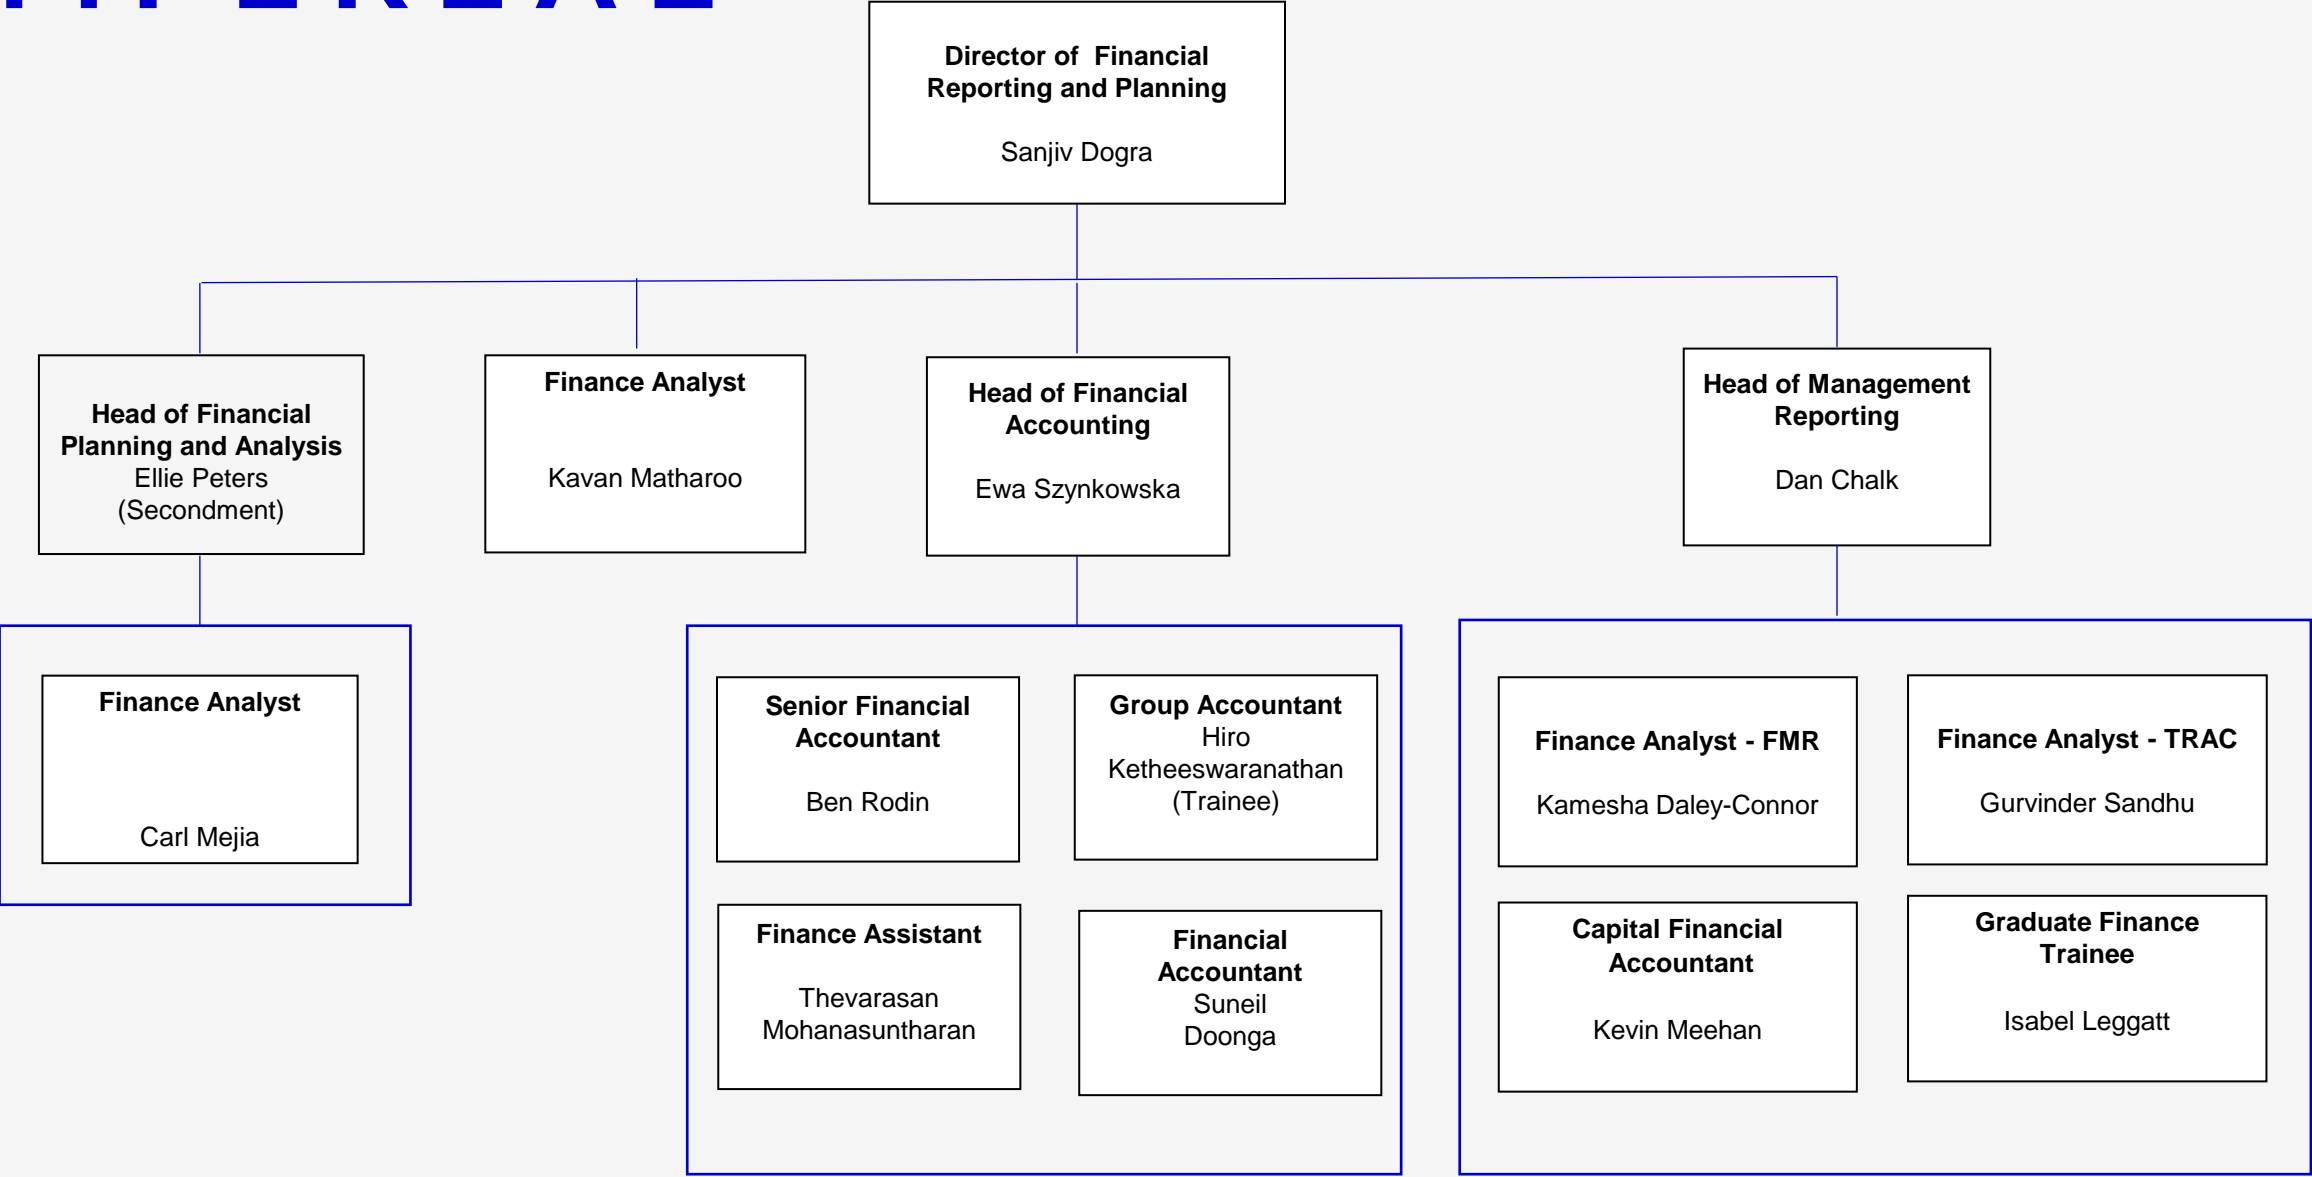 Director of Financial
Reporting and Planning
Sanjiv Dogra
Head of Financial
Planning and Analysis
Ellie Peters
(Secondment)
Finance Analyst
Kavan Matharoo
Head of Financial
Accounting
Ewa Szynkowska
Head of Management
Reporting
Dan Chalk
Finance Analyst
Carl Mejia
Senior Financial
Accountant
Ben Rodin
Group Accountant
Hiro
Ketheeswaranathan
(Trainee)
Finance Assistant
Thevarasan
Mohanasuntharan
Financial
Accountant
Suneil
Doonga
Finance Analyst - FMR
Kamesha Daley-Connor
Finance Analyst - TRAC
Gurvinder Sandhu
Capital Financial
Accountant
Kevin Meehan
Graduate Finance
Trainee
Isabel Leggatt